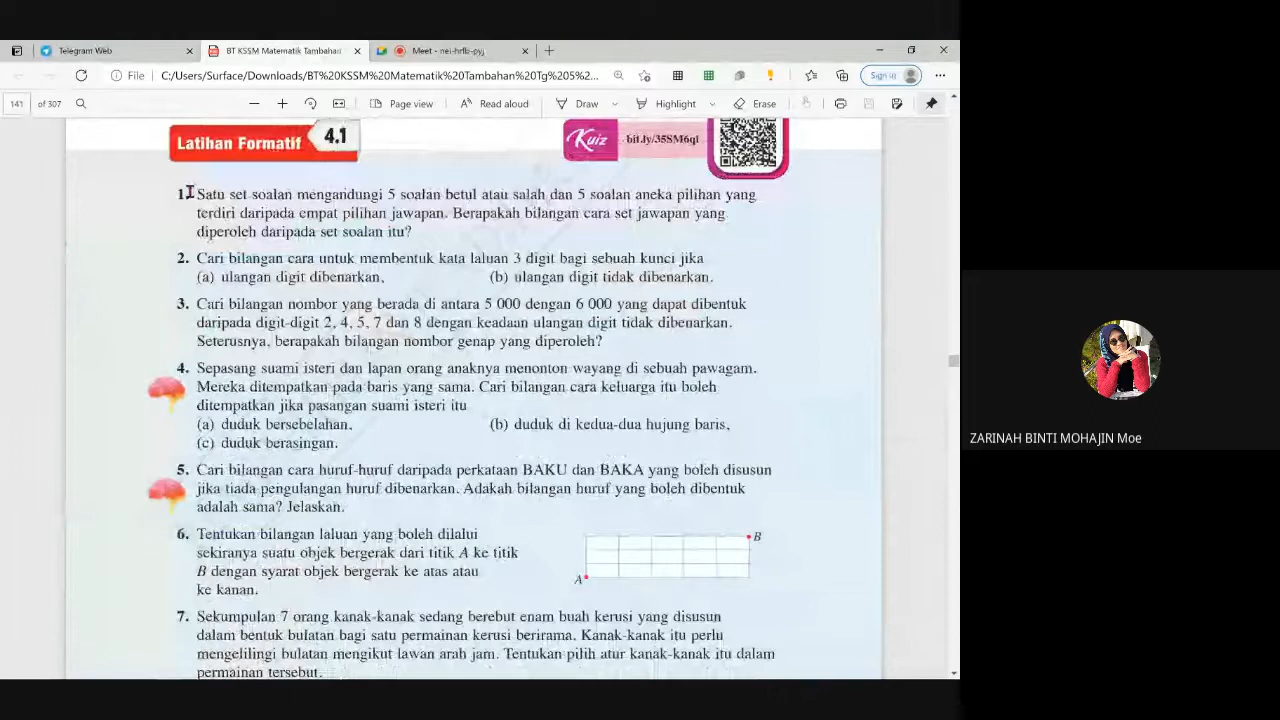 Telegram Web
BT KSSM Matematik Tambahan
Meet - nei-hrfb-pyj
File
C:/Users/Surface/Downloads/BT%20KSSM%20Matematik%20Tambahan%20Tg%205%2...
Sign in
141 of 307
Page view
Read aloud
Draw
Highlight
Erase
Latihan Formatif 4.1
Kuiz
bit.ly/35SM6qI
1. Satu set soalan mengandungi 5 soalan betul atau salah dan 5 soalan aneka pilihan yang
terdiri daripada empat pilihan jawapan. Berapakah bilangan cara set jawapan yang
diperoleh daripada set soalan itu?
2. Cari bilangan cara untuk membentuk kata laluan 3 digit bagi sebuah kunci jika
(a) ulangan digit dibenarkan, (b) ulangan digit tidak dibenarkan.
3. Cari bilangan nombor yang berada di antara 5 000 dengan 6 000 yang dapat dibentuk
daripada digit-digit 2, 4, 5, 7 dan 8 dengan keadaan ulangan digit tidak dibenarkan.
Seterusnya, berapakah bilangan nombor genap yang diperoleh?
4. Sepasang suami isteri dan lapan orang anaknya menonton wayang di sebuah pawagam.
Mereka ditempatkan pada baris yang sama. Cari bilangan cara keluarga itu boleh
ditempatkan jika pasangan suami isteri itu
(a) duduk bersebelahan, (b) duduk di kedua-dua hujung baris,
(c) duduk berasingan.
5. Cari bilangan cara huruf-huruf daripada perkataan BAKU dan BAKA yang boleh disusun
jika tiada pengulangan huruf dibenarkan. Adakah bilangan huruf yang boleh dibentuk
adalah sama? Jelaskan.
6. Tentukan bilangan laluan yang boleh dilalui
sekiranya suatu objek bergerak dari titik A ke titik
B dengan syarat objek bergerak ke atas atau
ke kanan.
B
A
7. Sekumpulan 7 orang kanak-kanak sedang berebut enam buah kerusi yang disusun
dalam bentuk bulatan bagi satu permainan kerusi berirama. Kanak-kanak itu perlu
mengelilingi bulatan mengikut lawan arah jam. Tentukan pilih atur kanak-kanak itu dalam
permainan tersebut.
ZARINAH BINTI MOHAJIN Moe